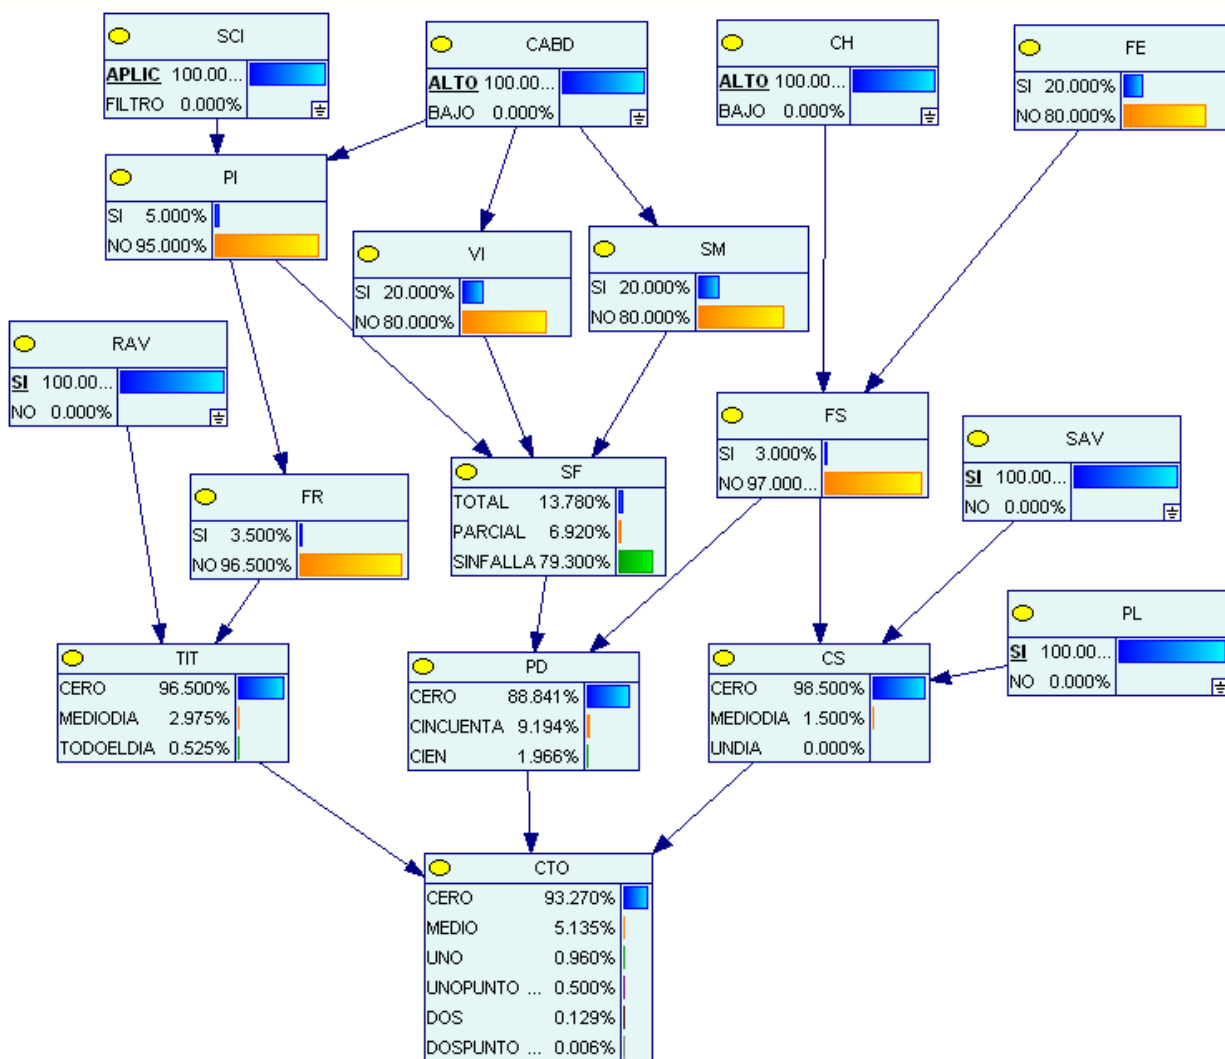 SCI
APLIC 100.00...
FILTRO 0.000%
CABD
ALTO 100.00...
BAJO 0.000%
CH
ALTO 100.00...
BAJO 0.000%
FE
SI 20.000%
NO 80.000%
PI
SI 5.000%
NO 95.000%
VI
SI 20.000%
NO 80.000%
SM
SI 20.000%
NO 80.000%
RAV
SI 100.00...
NO 0.000%
FS
SI 3.000%
NO 97.000...
SAV
SI 100.00...
NO 0.000%
SF
TOTAL 13.780%
PARCIAL 6.920%
SINFALLA 79.300%
FR
SI 3.500%
NO 96.500%
PL
SI 100.00...
NO 0.000%
TIT
CERO 96.500%
MEDIODIA 2.975%
TODOELDIA 0.525%
PD
CERO 88.841%
CINCUENTA 9.194%
CIEN 1.966%
CS
CERO 98.500%
MEDIODIA 1.500%
UNDIA 0.000%
CTO
CERO 93.270%
MEDIO 5.135%
UNO 0.960%
UNOPUNTO ... 0.500%
DOS 0.129%
DOSPUNTO ... 0.006%